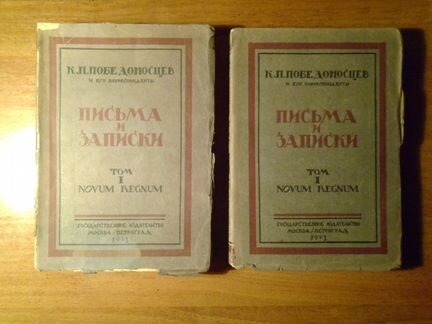 К.П.ПОБЕДОНОСЦЕВ
И ЕГО КОРРЕСПОНДЕНТЫ
ПИСЬМА
И
ЗАПИСКИ
ТОМ
I
NOVUM REGNUM
ГОСУДАРСТВЕННОЕ ИЗДАТЕЛЬСТВО
МОСКВА/ПЕТРОГРАД
1923
К.П.ПОБЕДОНОСЦЕВ
И ЕГО КОРРЕСПОНДЕНТЫ
ПИСЬМА
И
ЗАПИСКИ
ТОМ
I
NOVUM REGNUM
ГОСУДАРСТВЕННОЕ ИЗДАТЕЛЬСТВО
МОСКВА/ПЕТРОГРАД
1923